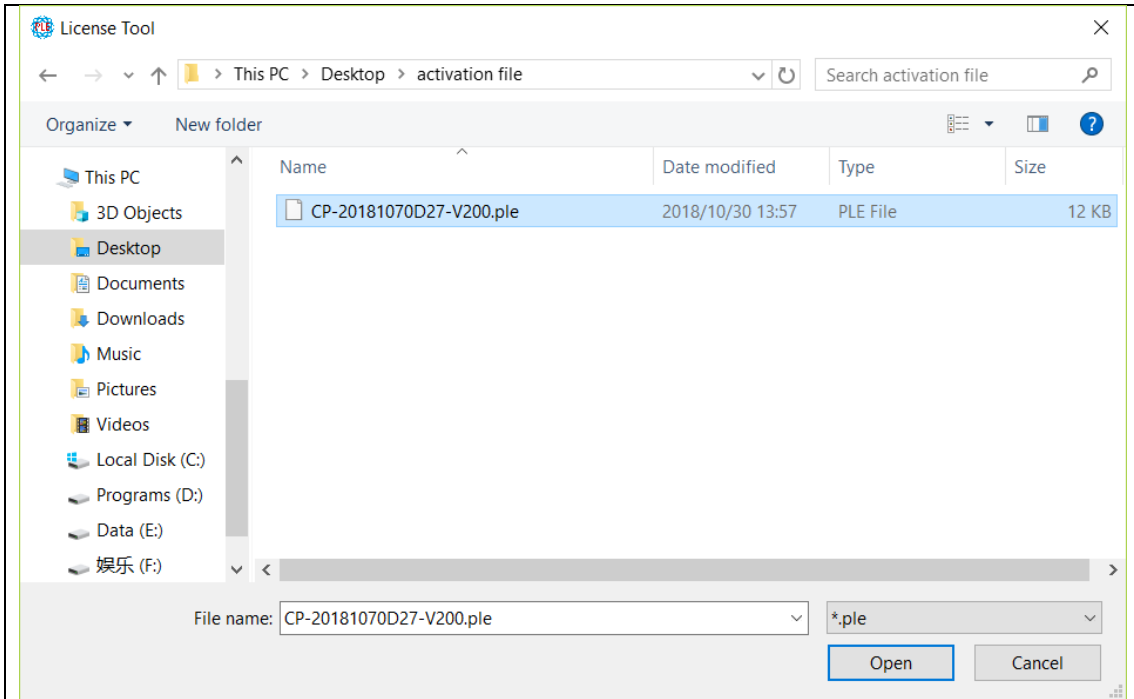 PLE License Tool
This PC > Desktop > activation file
Search activation file
Organize
New folder
?
Name
Date modified
Type
Size
CP-20181070D27-V200.ple
2018/10/30 13:57
PLE File
12 KB
This PC
3D Objects
Desktop
Documents
Downloads
Music
Pictures
Videos
Local Disk (C:)
Programs (D:)
Data (E:)
娱乐 (F:)
File name: CP-20181070D27-V200.ple
*.ple
Open
Cancel